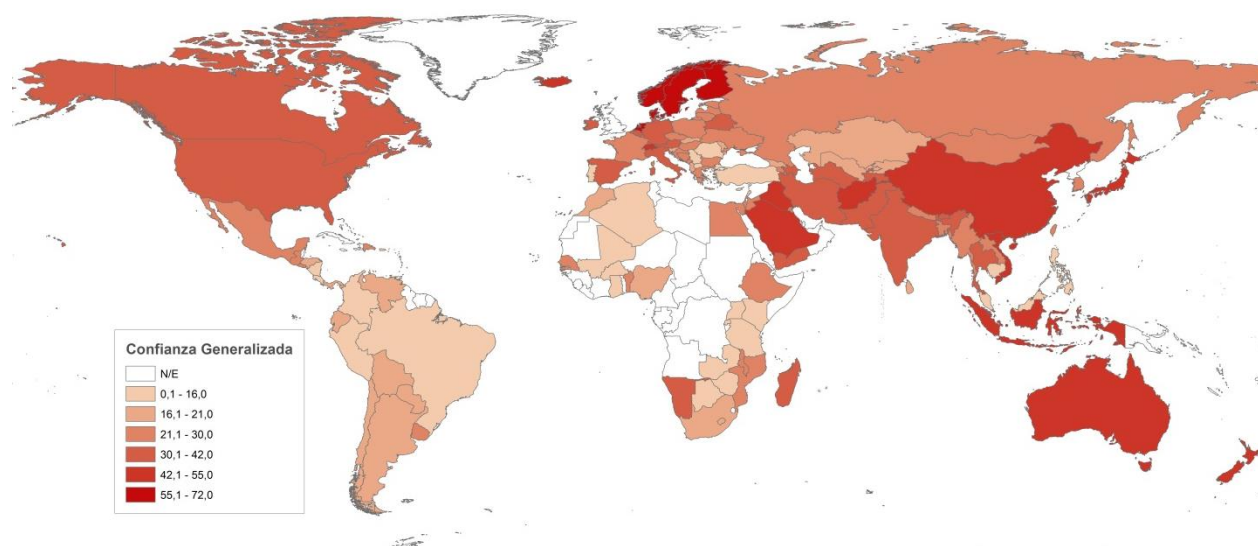 Confianza Generalizada
N/E
0,1 - 16,0
16,1 - 21,0
21,1 - 30,0
30,1 - 42,0
42,1 - 55,0
55,1 - 72,0